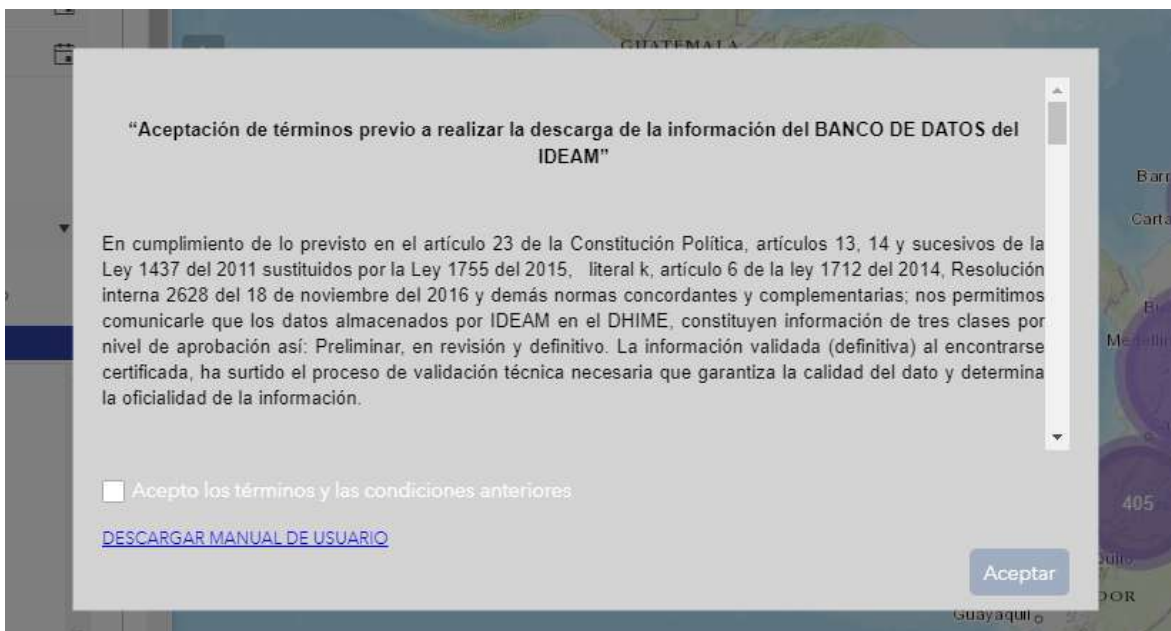 GUATEMALA
“Aceptación de términos previo a realizar la descarga de la información del BANCO DE DATOS del
IDEAM”
En cumplimiento de lo previsto en el artículo 23 de la Constitución Política, artículos 13, 14 y sucesivos de la
Ley 1437 del 2011 sustituidos por la Ley 1755 del 2015, literal k, artículo 6 de la ley 1712 del 2014, Resolución
interna 2628 del 18 de noviembre del 2016 y demás normas concordantes y complementarias; nos permitimos
comunicarle que los datos almacenados por IDEAM en el DHIME, constituyen información de tres clases por
nivel de aprobación así: Preliminar, en revisión y definitivo. La información validada (definitiva) al encontrarse
certificada, ha surtido el proceso de validación técnica necesaria que garantiza la calidad del dato y determina
la oficialidad de la información.
Acepto los términos y las condiciones anteriores
DESCARGAR MANUAL DE USUARIO
Aceptar
Barr
Carta
Medellín
405
DOR
Guayaquil